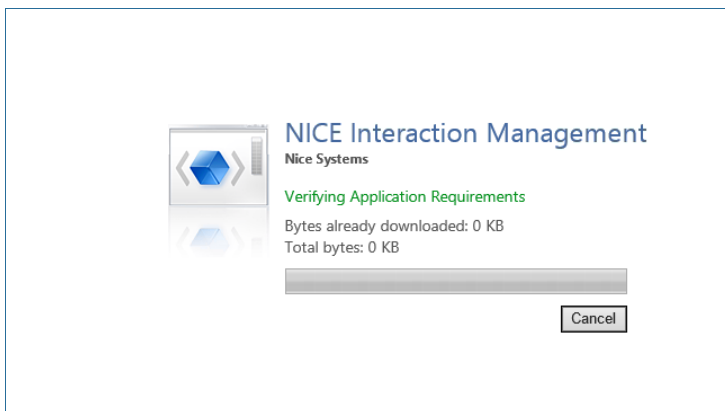 NICE Interaction Management
Nice Systems
Verifying Application Requirements
Bytes already downloaded: 0 KB
Total bytes: 0 KB
Cancel